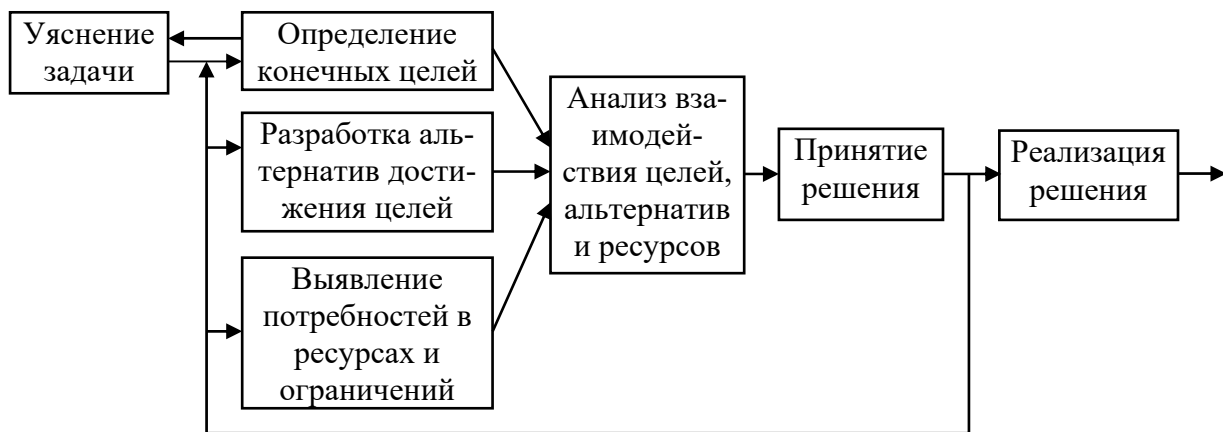 Уяснение
задачи
Определение
конечных целей
Разработка аль-
тернатив дости-
жения целей
Выявление
потребностей в
ресурсах и
ограничений
Анализ вза-
имодей-
ствия целей,
альтернатив
и ресурсов
Принятие
решения
Реализация
решения